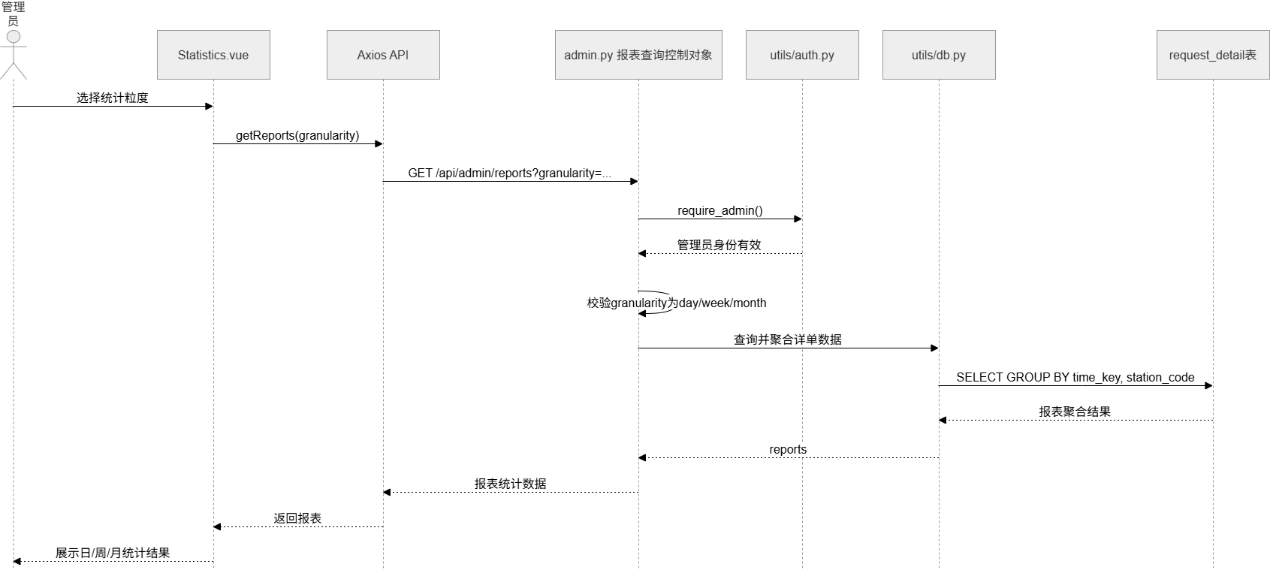 管理
员
Statistics.vue
Axios API
admin.py 报表查询控制对象
utils/auth.py
utils/db.py
request_detail表
选择统计粒度
getReports(granularity)
GET /api/admin/reports?granularity=...
require_admin()
管理员身份有效
校验granularity为day/week/month
查询并聚合详单数据
SELECT GROUP BY time_key, station_code
报表聚合结果
reports
报表统计数据
返回报表
展示日/周/月统计结果